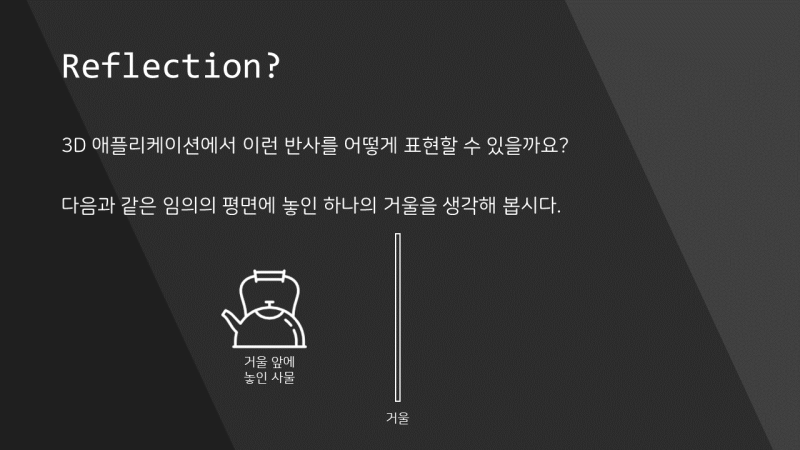 Reflection?
3D 애플리케이션에서 이런 반사를 어떻게 표현할 수 있을까요?
다음과 같은 임의의 평면에 놓인 하나의 거울을 생각해 봅시다.
거울 앞에
놓인 사물
거울